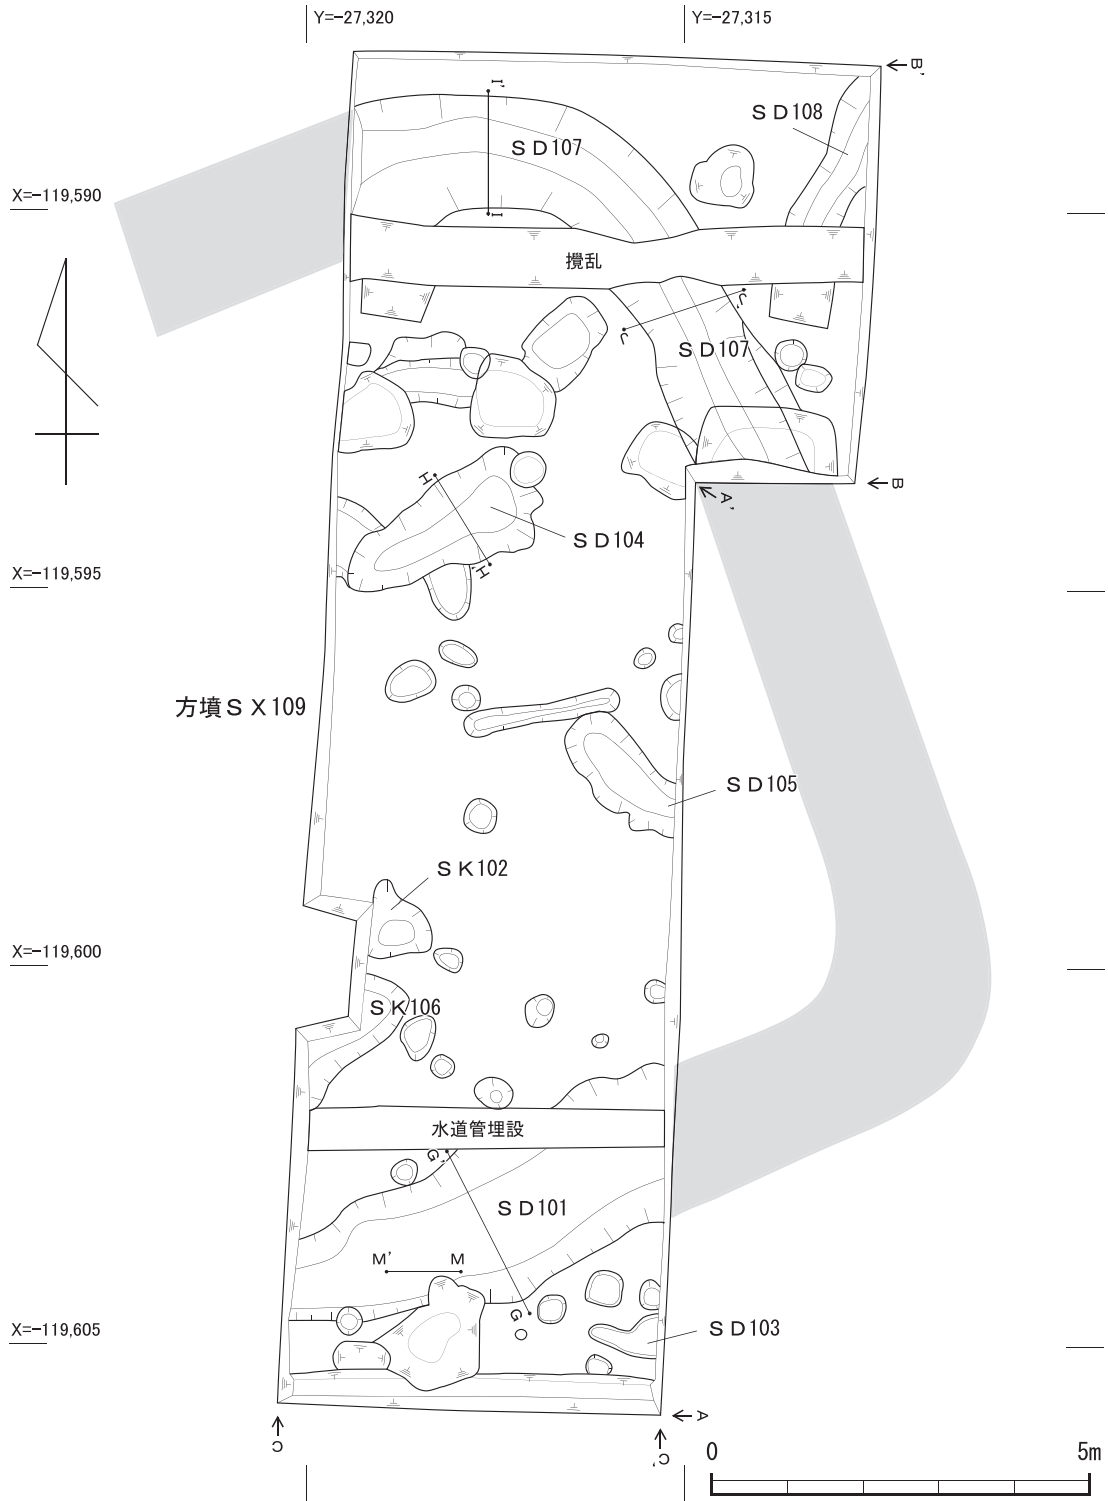 Y=-27,320
Y=-27,315
B'
I'
SD108
SD107
X=-119,590
I
攪乱
J'
J
SD107
H
B
A'
SD104
X=-119,595
H'
方墳SX109
SD105
SK102
X=-119,600
SK106
水道管埋設
G'
SD101
M' M
G
X=-119,605
SD103
A
C
C'
0 5m